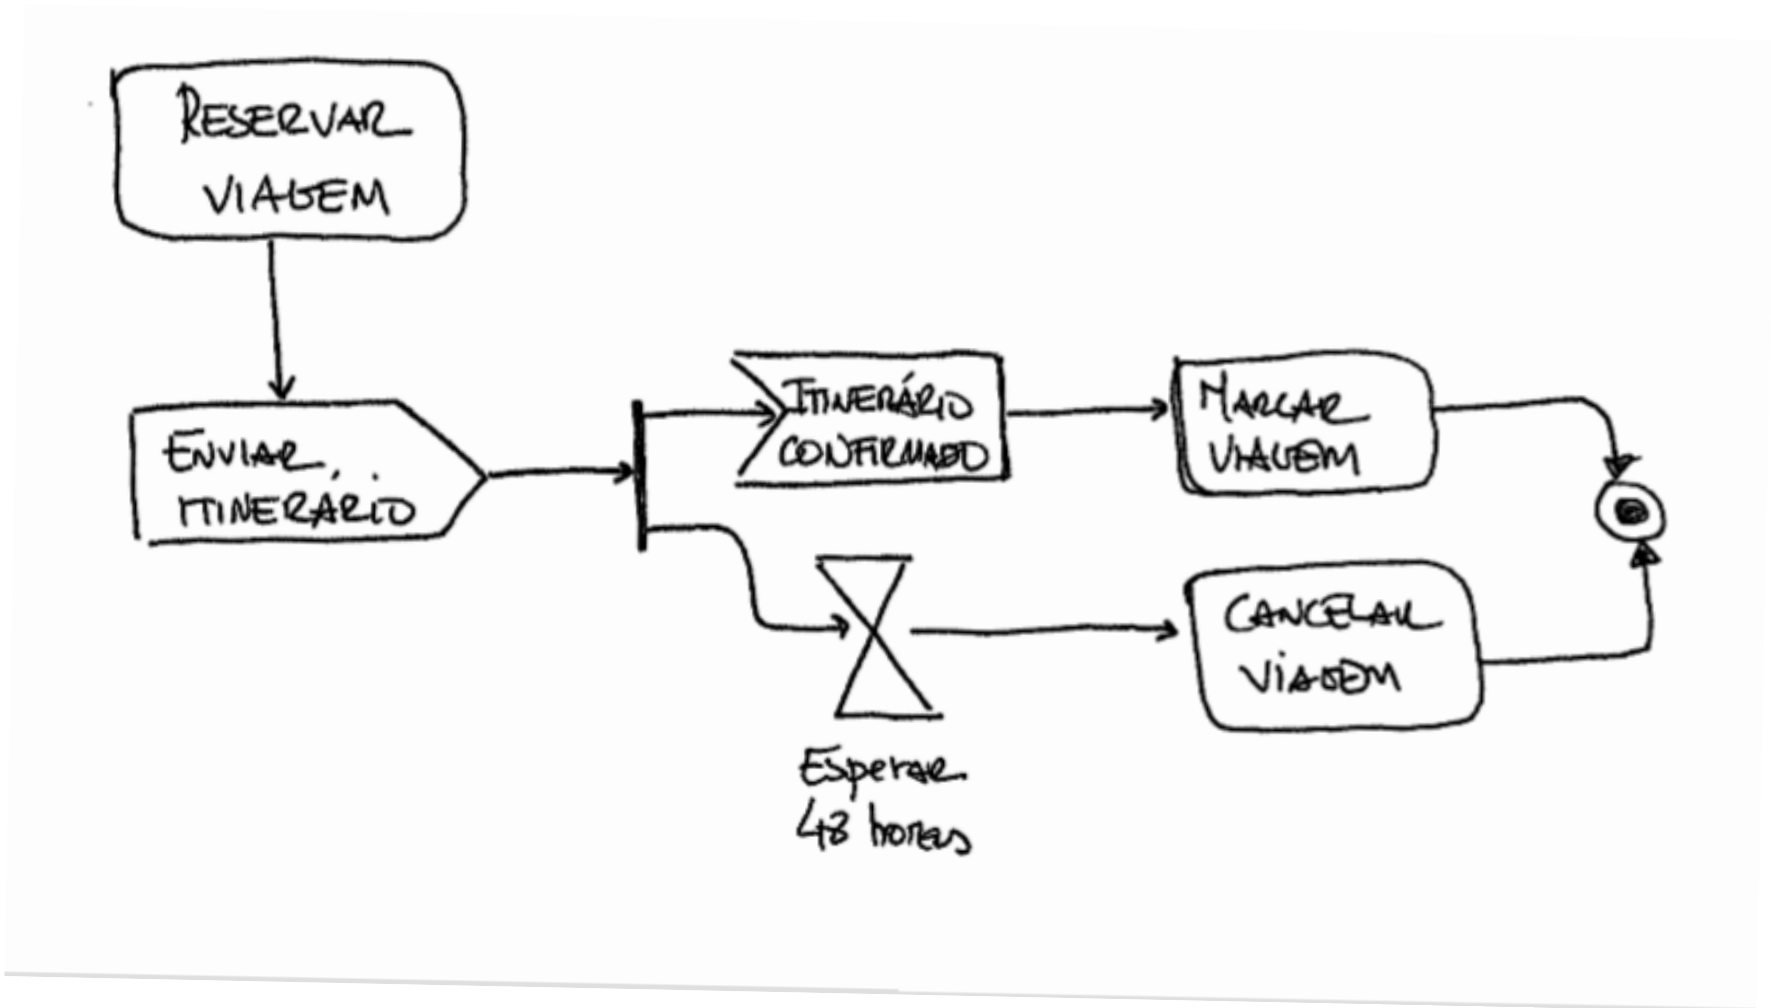 RESERVAR
VIAGEM
ENVIAR
ITINERÁRIO
ITINERÁRIO
CONFIRMADO
MARCAR
VIAGEM
Esperar
48 horas
CANCELAR
VIAGEM